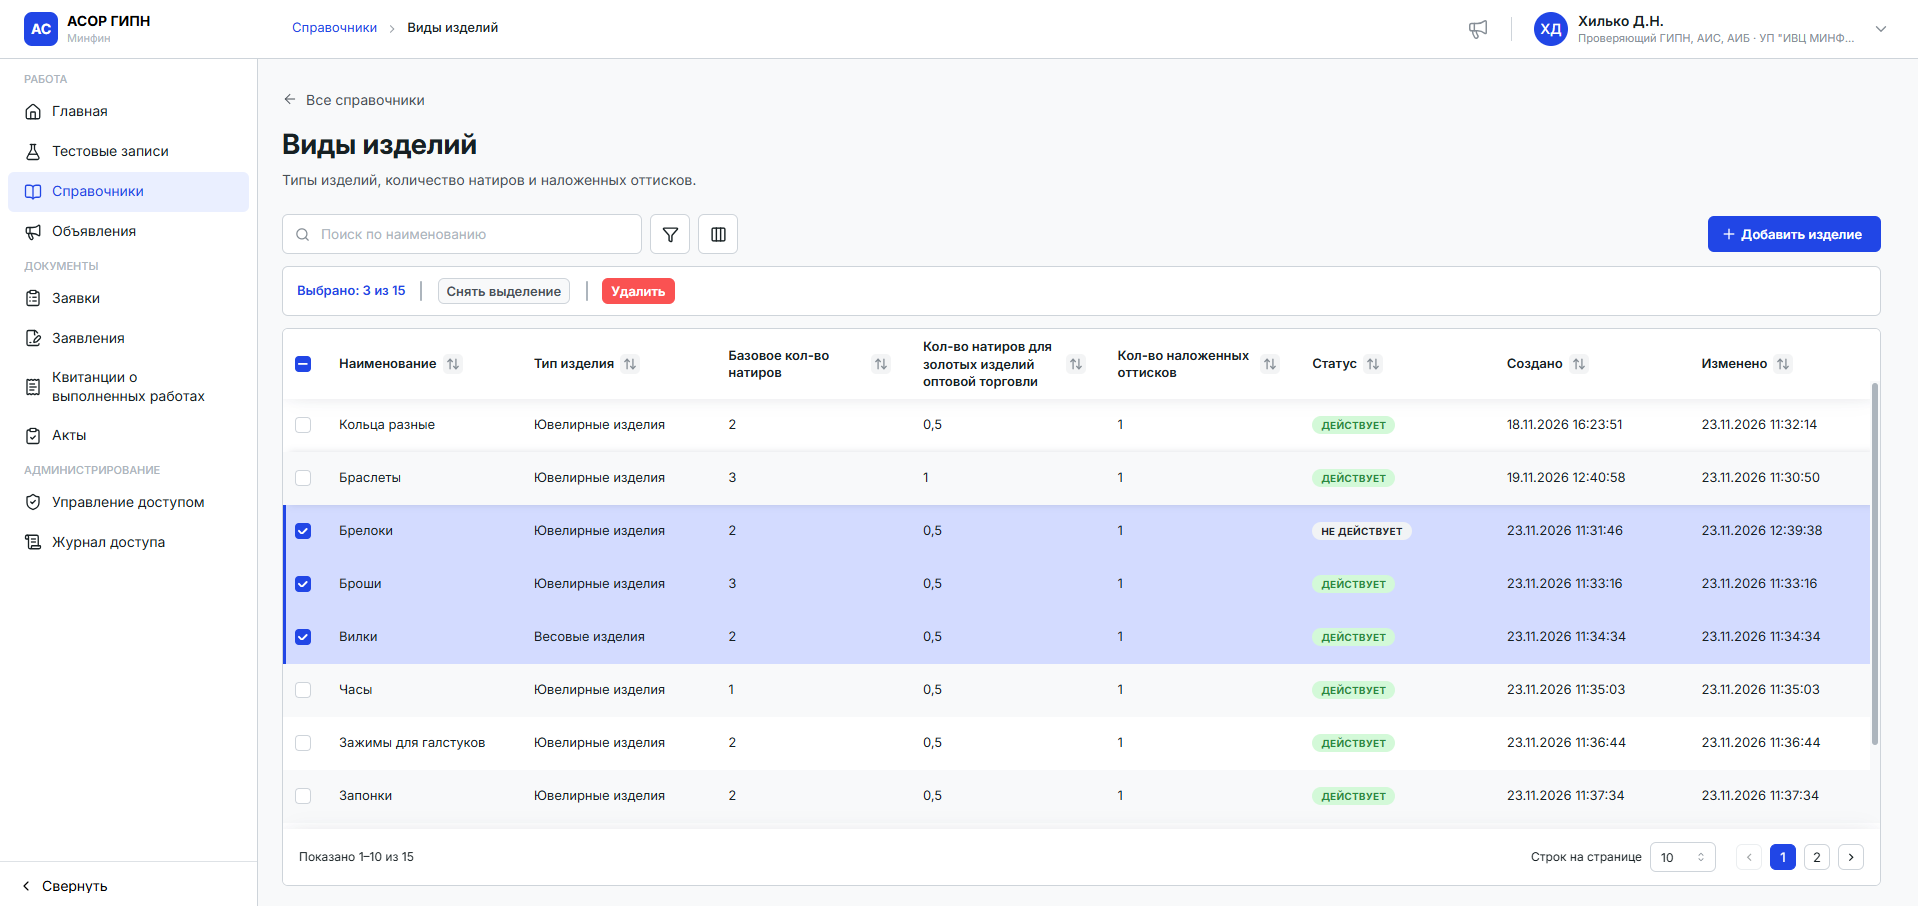 АС
АСОР ГИПН
Минфин
Справочники
Виды изделий
ХД
Хилько Д.Н.
Проверяющий ГИПН, АИС, АИБ · УП "ИВЦ МИНФ...
РАБОТА
Главная
Тестовые записи
Справочники
Объявления
ДОКУМЕНТЫ
Заявки
Заявления
Квитанции о
выполненных работах
Акты
АДМИНИСТРИРОВАНИЕ
Управление доступом
Журнал доступа
Свернуть
Все справочники
Виды изделий
Типы изделий, количество натиров и наложенных оттисков.
Поиск по наименованию
+ Добавить изделие
Выбрано: 3 из 15
Снять выделение
Удалить
Наименование
Тип изделия
Базовое кол-во
натиров
Кол-во натиров для
золотых изделий
оптовой торговли
Кол-во наложенных
оттисков
Статус
Создано
Изменено
Кольца разные Ювелирные изделия 2 0,5 1 ДЕЙСТВУЕТ 18.11.2026 16:23:51 23.11.2026 11:32:14
Браслеты Ювелирные изделия 3 1 1 ДЕЙСТВУЕТ 19.11.2026 12:40:58 23.11.2026 11:30:50
Брелоки Ювелирные изделия 2 0,5 1 НЕ ДЕЙСТВУЕТ 23.11.2026 11:31:46 23.11.2026 12:39:38
Броши Ювелирные изделия 3 0,5 1 ДЕЙСТВУЕТ 23.11.2026 11:33:16 23.11.2026 11:33:16
Вилки Весовые изделия 2 0,5 1 ДЕЙСТВУЕТ 23.11.2026 11:34:34 23.11.2026 11:34:34
Часы Ювелирные изделия 1 0,5 1 ДЕЙСТВУЕТ 23.11.2026 11:35:03 23.11.2026 11:35:03
Зажимы для галстуков Ювелирные изделия 2 0,5 1 ДЕЙСТВУЕТ 23.11.2026 11:36:44 23.11.2026 11:36:44
Запонки Ювелирные изделия 2 0,5 1 ДЕЙСТВУЕТ 23.11.2026 11:37:34 23.11.2026 11:37:34
Показано 1–10 из 15
Строк на странице 10
1 2